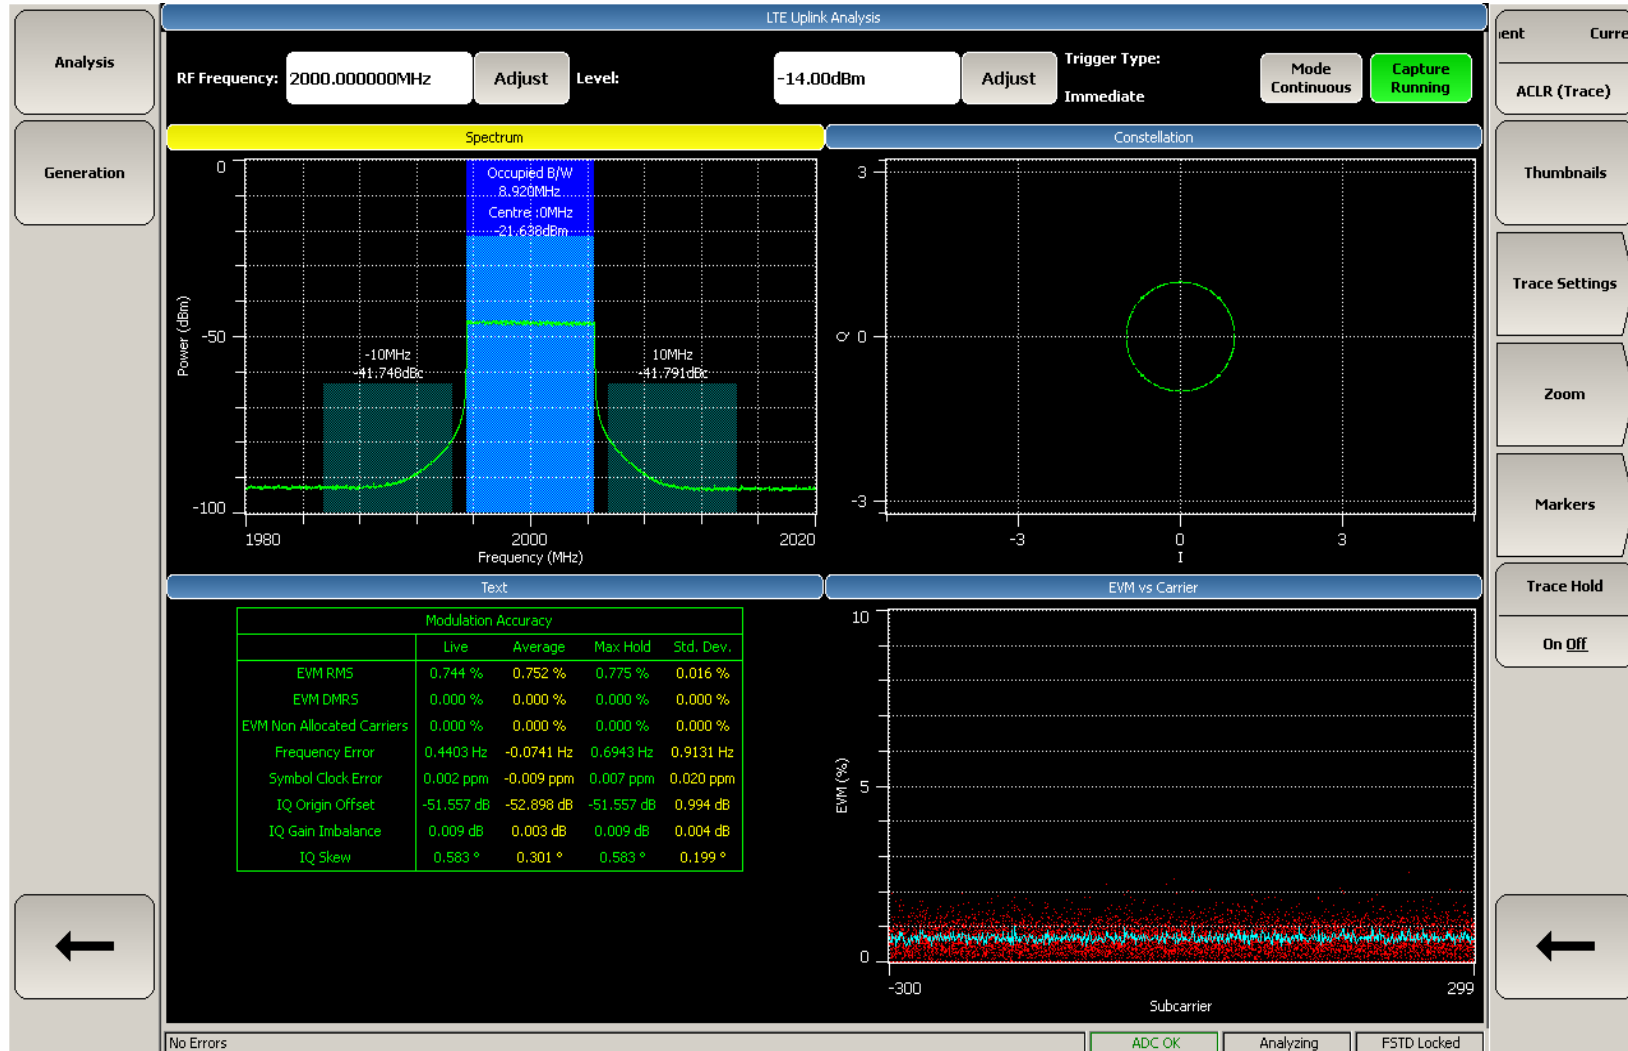 LTE Uplink Analysis
Analysis
Generation
RF Frequency: 2000.000000MHz Adjust Level: -14.00dBm Adjust
Trigger Type:
Immediate
Mode
Continuous
Capture
Running
Curre
ACLR (Trace)
Thumbnails
Trace Settings
Zoom
Markers
Trace Hold
On Off
Spectrum
0
-50
-100
Power (dBm)
Occupied B/W
8.920MHz
Centre :0MHz
-21.638dBm
-10MHz
-41.748dBc
10MHz
-41.791dBc
1980 2000 2020
Frequency (MHz)
Constellation
3
Q 0
-3
-3 0 3
I
Text
Modulation Accuracy
Live Average Max Hold Std. Dev.
EVM RMS 0.744 % 0.752 % 0.775 % 0.016 %
EVM DMRS 0.000 % 0.000 % 0.000 % 0.000 %
EVM Non Allocated Carriers 0.000 % 0.000 % 0.000 % 0.000 %
Frequency Error 0.4403 Hz -0.0741 Hz 0.6943 Hz 0.9131 Hz
Symbol Clock Error 0.002 ppm -0.009 ppm 0.007 ppm 0.020 ppm
IQ Origin Offset -51.557 dB -52.898 dB -51.557 dB 0.994 dB
IQ Gain Imbalance 0.009 dB 0.003 dB 0.009 dB 0.004 dB
IQ Skew 0.583 ° 0.301 ° 0.583 ° 0.199 °
EVM vs Carrier
10
5
0
EVM (%)
-300 299
Subcarrier
No Errors
ADC OK
Analyzing
FSTD Locked